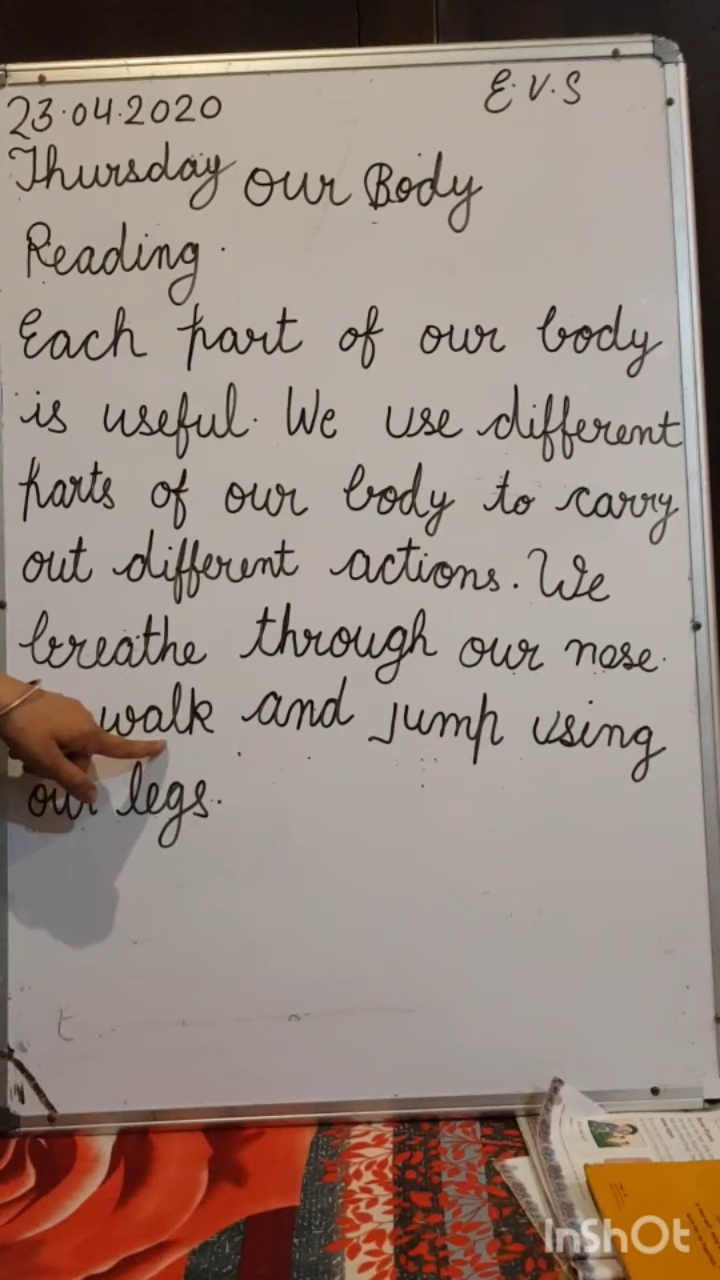 23.04.2020 E.V.S
Thursday Our Body
Reading.
Each part of our body
is useful. We use different
parts of our body to carry
out different actions. We
breathe through our nose.
walk and jump using
our legs.
t
InShOt